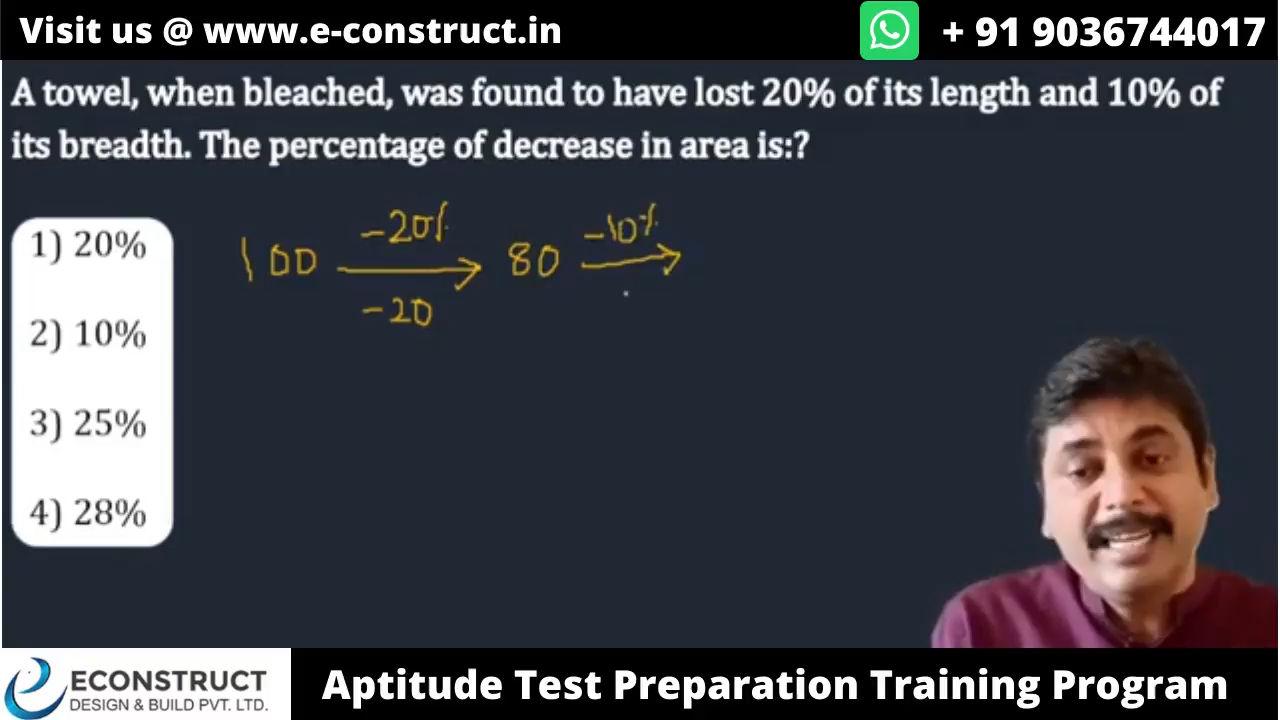 Visit us @ www.e-construct.in
+ 91 9036744017
A towel, when bleached, was found to have lost 20% of its length and 10% of
its breadth. The percentage of decrease in area is:?
1) 20%
2) 10%
3) 25%
4) 28%
-20% -10%
100 80
-20
ECONSTRUCT
DESIGN & BUILD PVT. LTD.
Aptitude Test Preparation Training Program